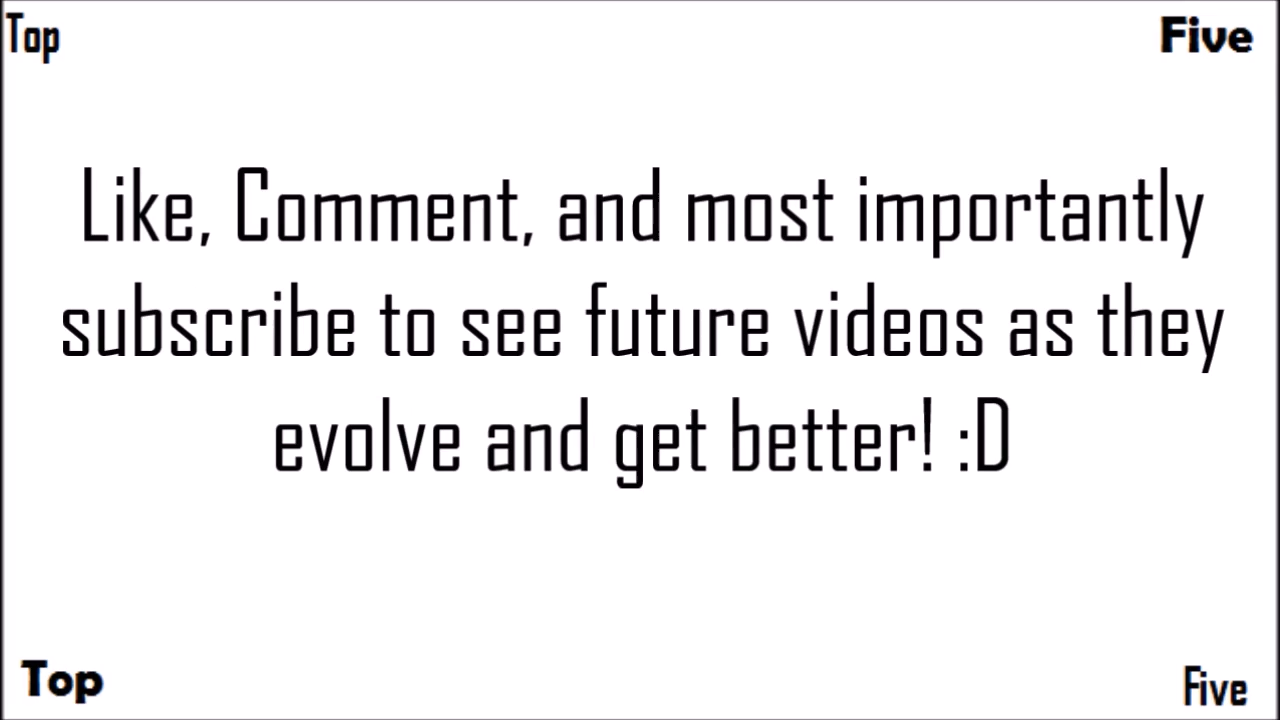 Top
Five
Like, Comment, and most importantly
subscribe to see future videos as they
evolve and get better! :D
Top
Five